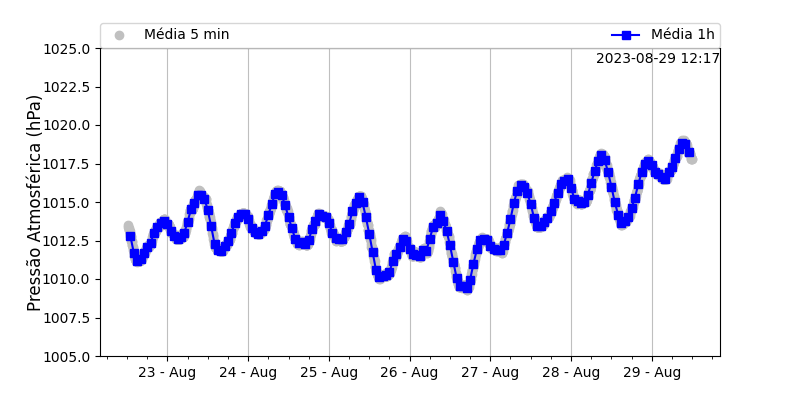 Média 5 min
Média 1h
2023-08-29 12:17
Pressão Atmosférica (hPa)
1025.0
1022.5
1020.0
1017.5
1015.0
1012.5
1010.0
1007.5
1005.0
23 - Aug
24 - Aug
25 - Aug
26 - Aug
27 - Aug
28 - Aug
29 - Aug